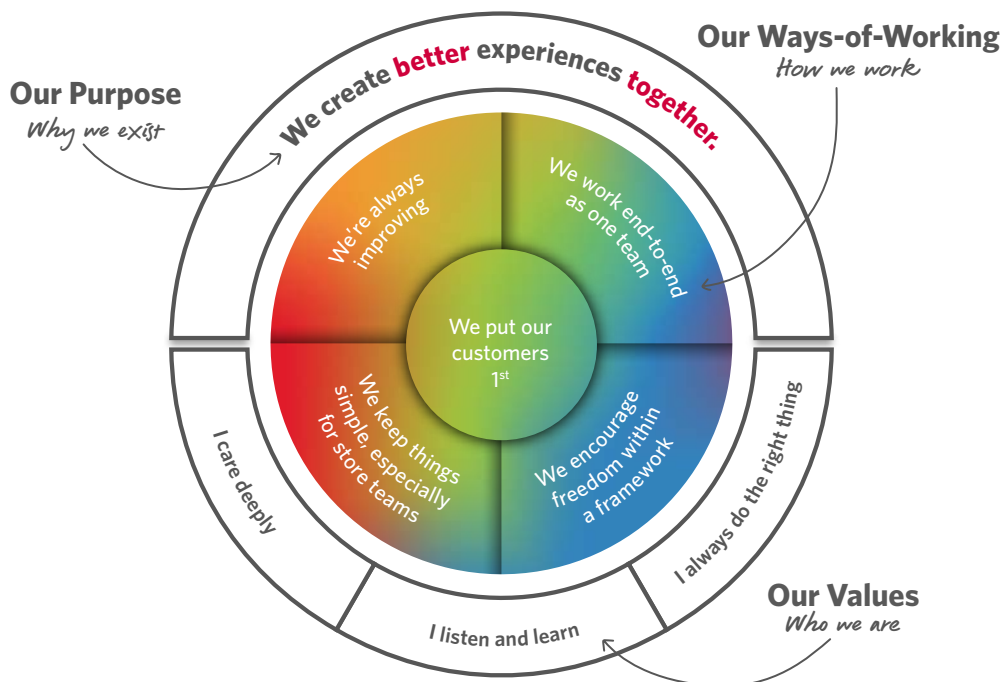 Our Purpose
Why we exist
We create better experiences together.
Our Ways-of-Working
How we work
We're always
improving
We work end-to-end
as one team
We put our
customers
1st
We keep things
simple, especially
for store teams
We encourage
freedom within
a framework
I care deeply
I listen and learn
I always do the right thing
Our Values
Who we are